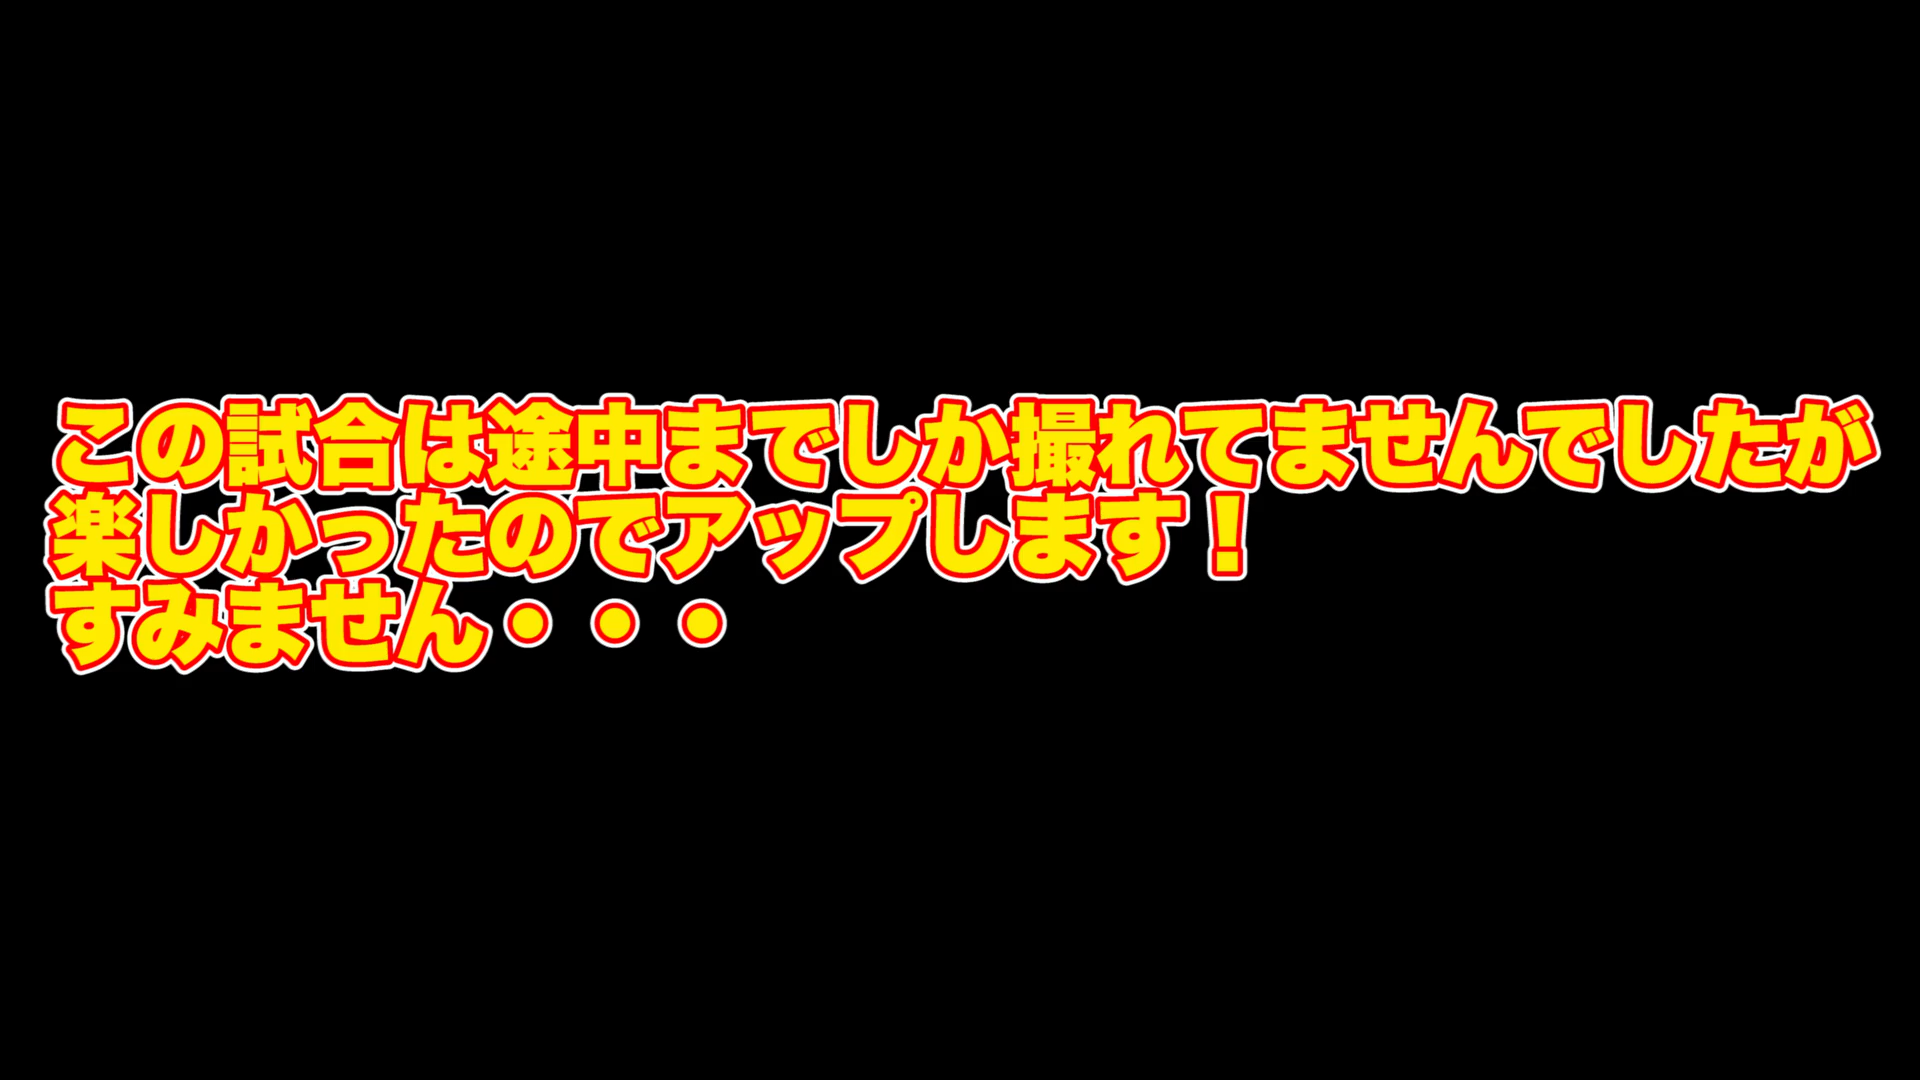 この試合は途中までしか撮れてませんでしたが
楽しかったのでアップします！
すみません・・・